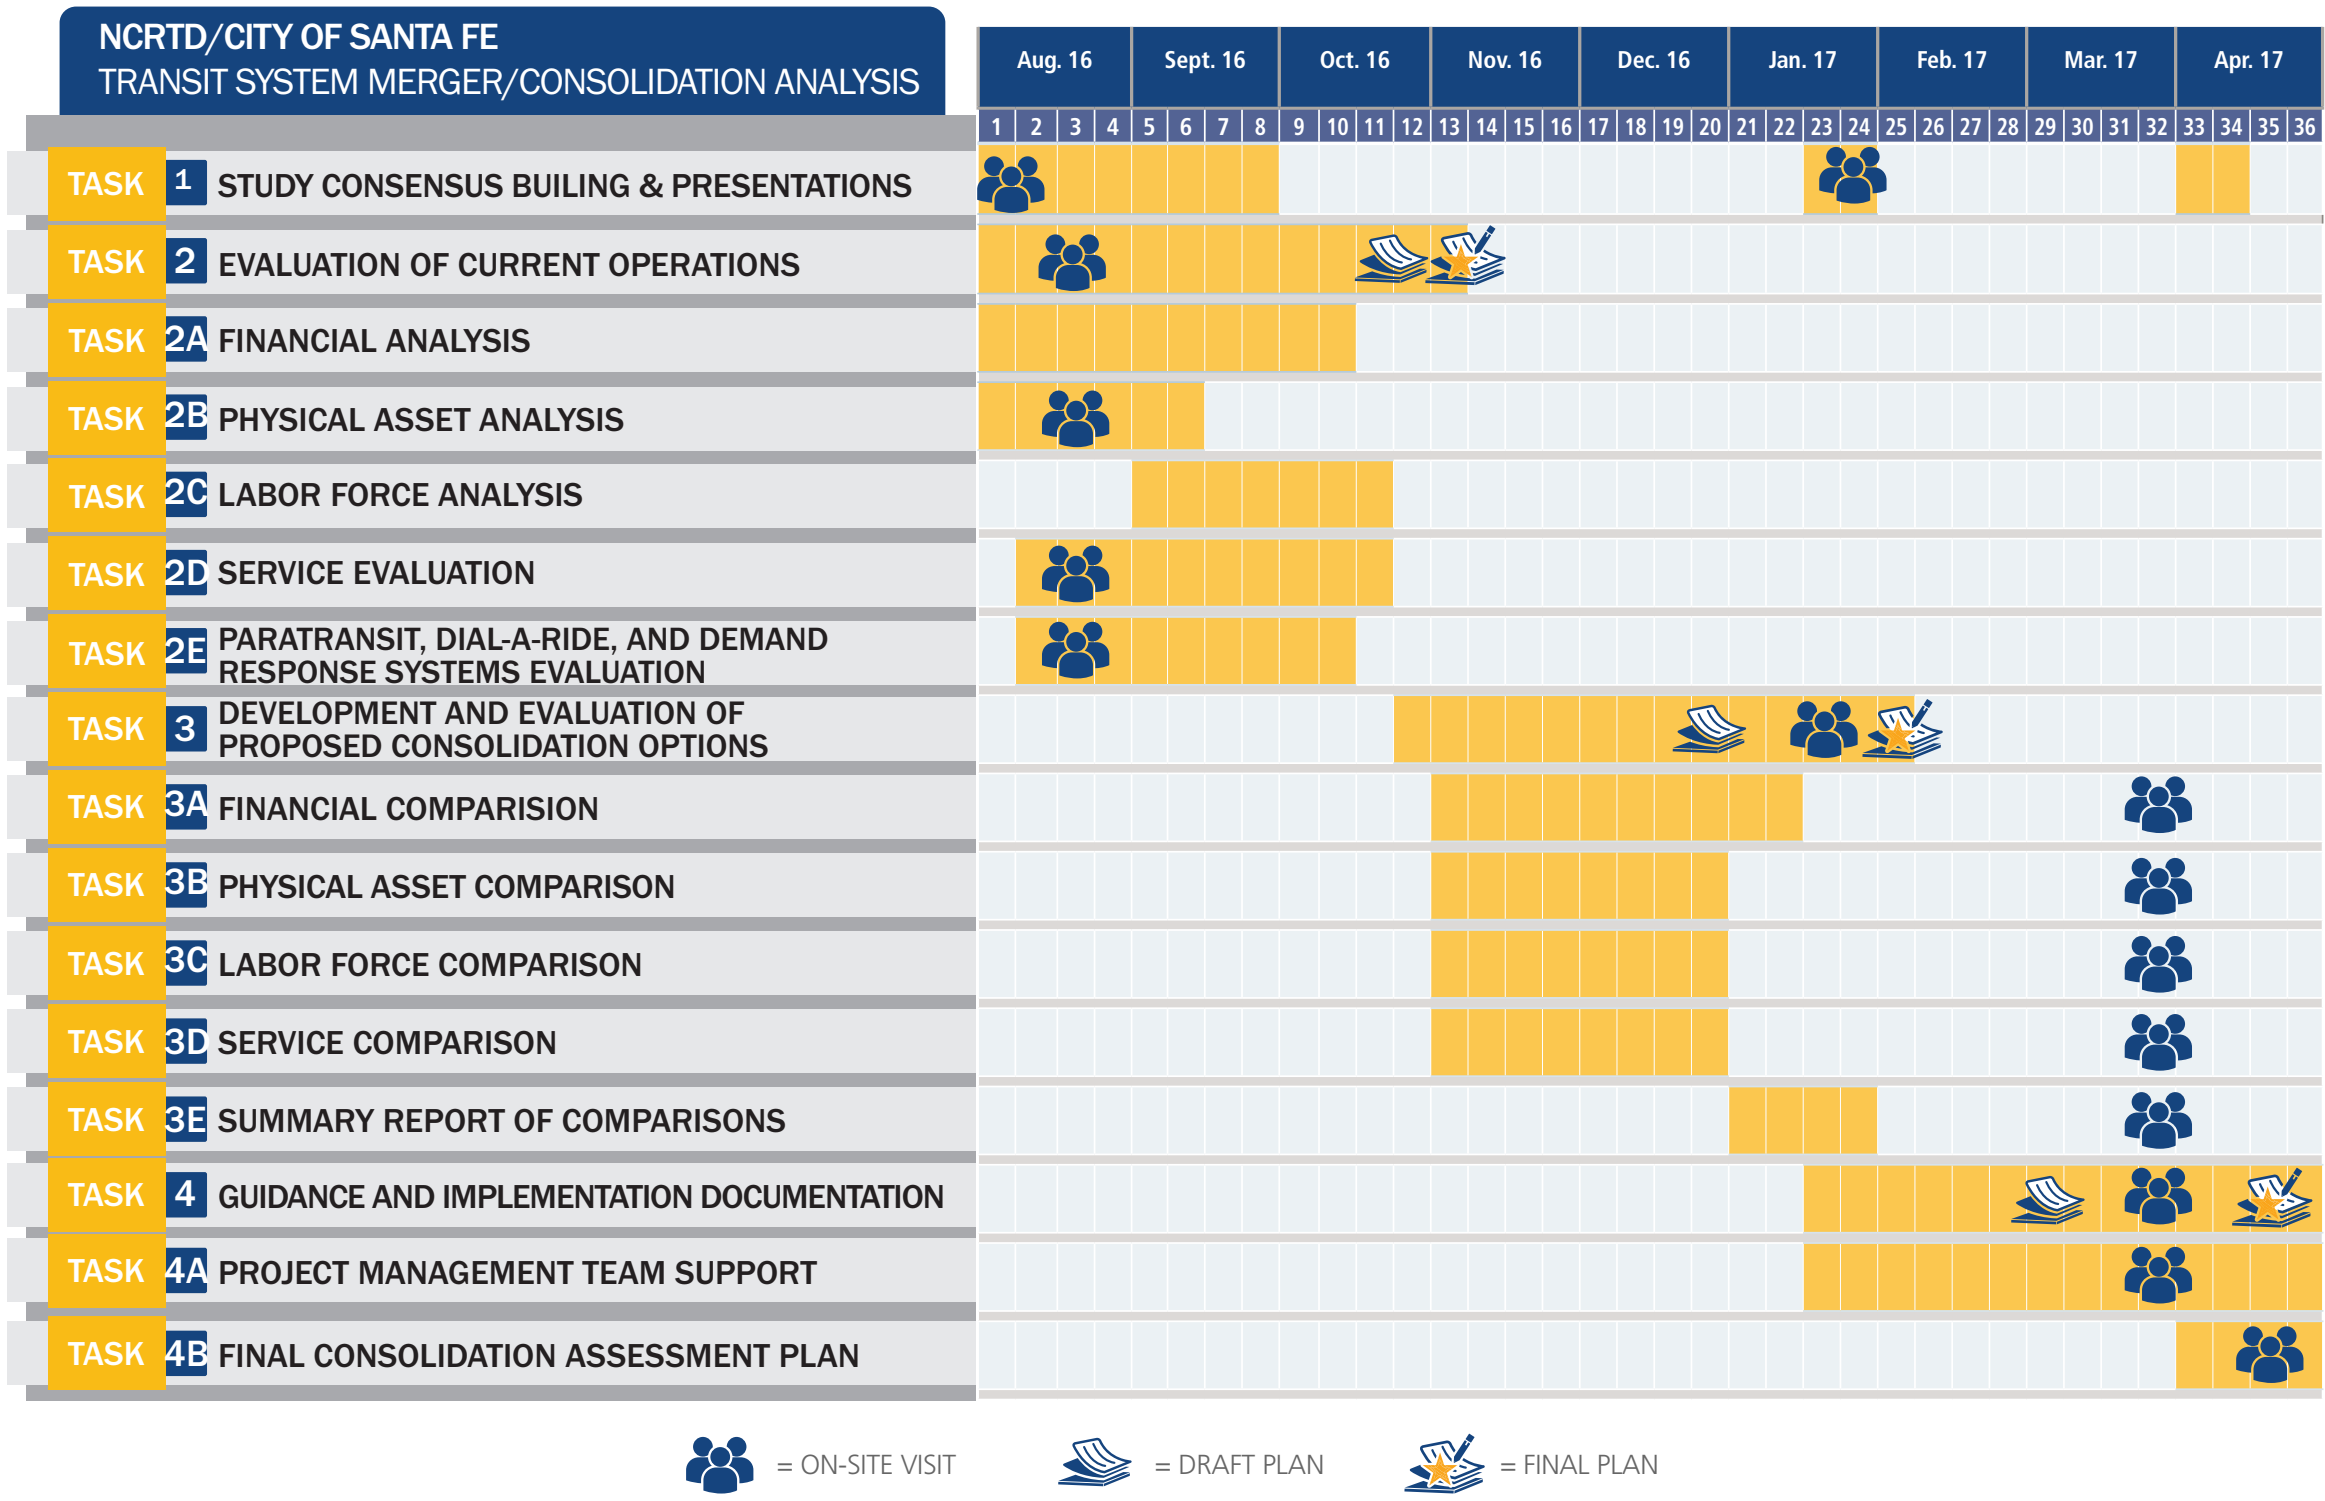 NCRTD/CITY OF SANTA FE
TRANSIT SYSTEM MERGER/CONSOLIDATION ANALYSIS
Aug. 16 Sept. 16 Oct. 16 Nov. 16 Dec. 16 Jan. 17 Feb. 17 Mar. 17 Apr. 17
1 2 3 4 5 6 7 8 9 10 11 12 13 14 15 16 17 18 19 20 21 22 23 24 25 26 27 28 29 30 31 32 33 34 35 36
TASK 1 STUDY CONSENSUS BUILING & PRESENTATIONS
TASK 2 EVALUATION OF CURRENT OPERATIONS
TASK 2A FINANCIAL ANALYSIS
TASK 2B PHYSICAL ASSET ANALYSIS
TASK 2C LABOR FORCE ANALYSIS
TASK 2D SERVICE EVALUATION
TASK 2E PARATRANSIT, DIAL-A-RIDE, AND DEMAND
RESPONSE SYSTEMS EVALUATION
TASK 3 DEVELOPMENT AND EVALUATION OF
PROPOSED CONSOLIDATION OPTIONS
TASK 3A FINANCIAL COMPARISION
TASK 3B PHYSICAL ASSET COMPARISON
TASK 3C LABOR FORCE COMPARISON
TASK 3D SERVICE COMPARISON
TASK 3E SUMMARY REPORT OF COMPARISONS
TASK 4 GUIDANCE AND IMPLEMENTATION DOCUMENTATION
TASK 4A PROJECT MANAGEMENT TEAM SUPPORT
TASK 4B FINAL CONSOLIDATION ASSESSMENT PLAN
= ON-SITE VISIT = DRAFT PLAN = FINAL PLAN